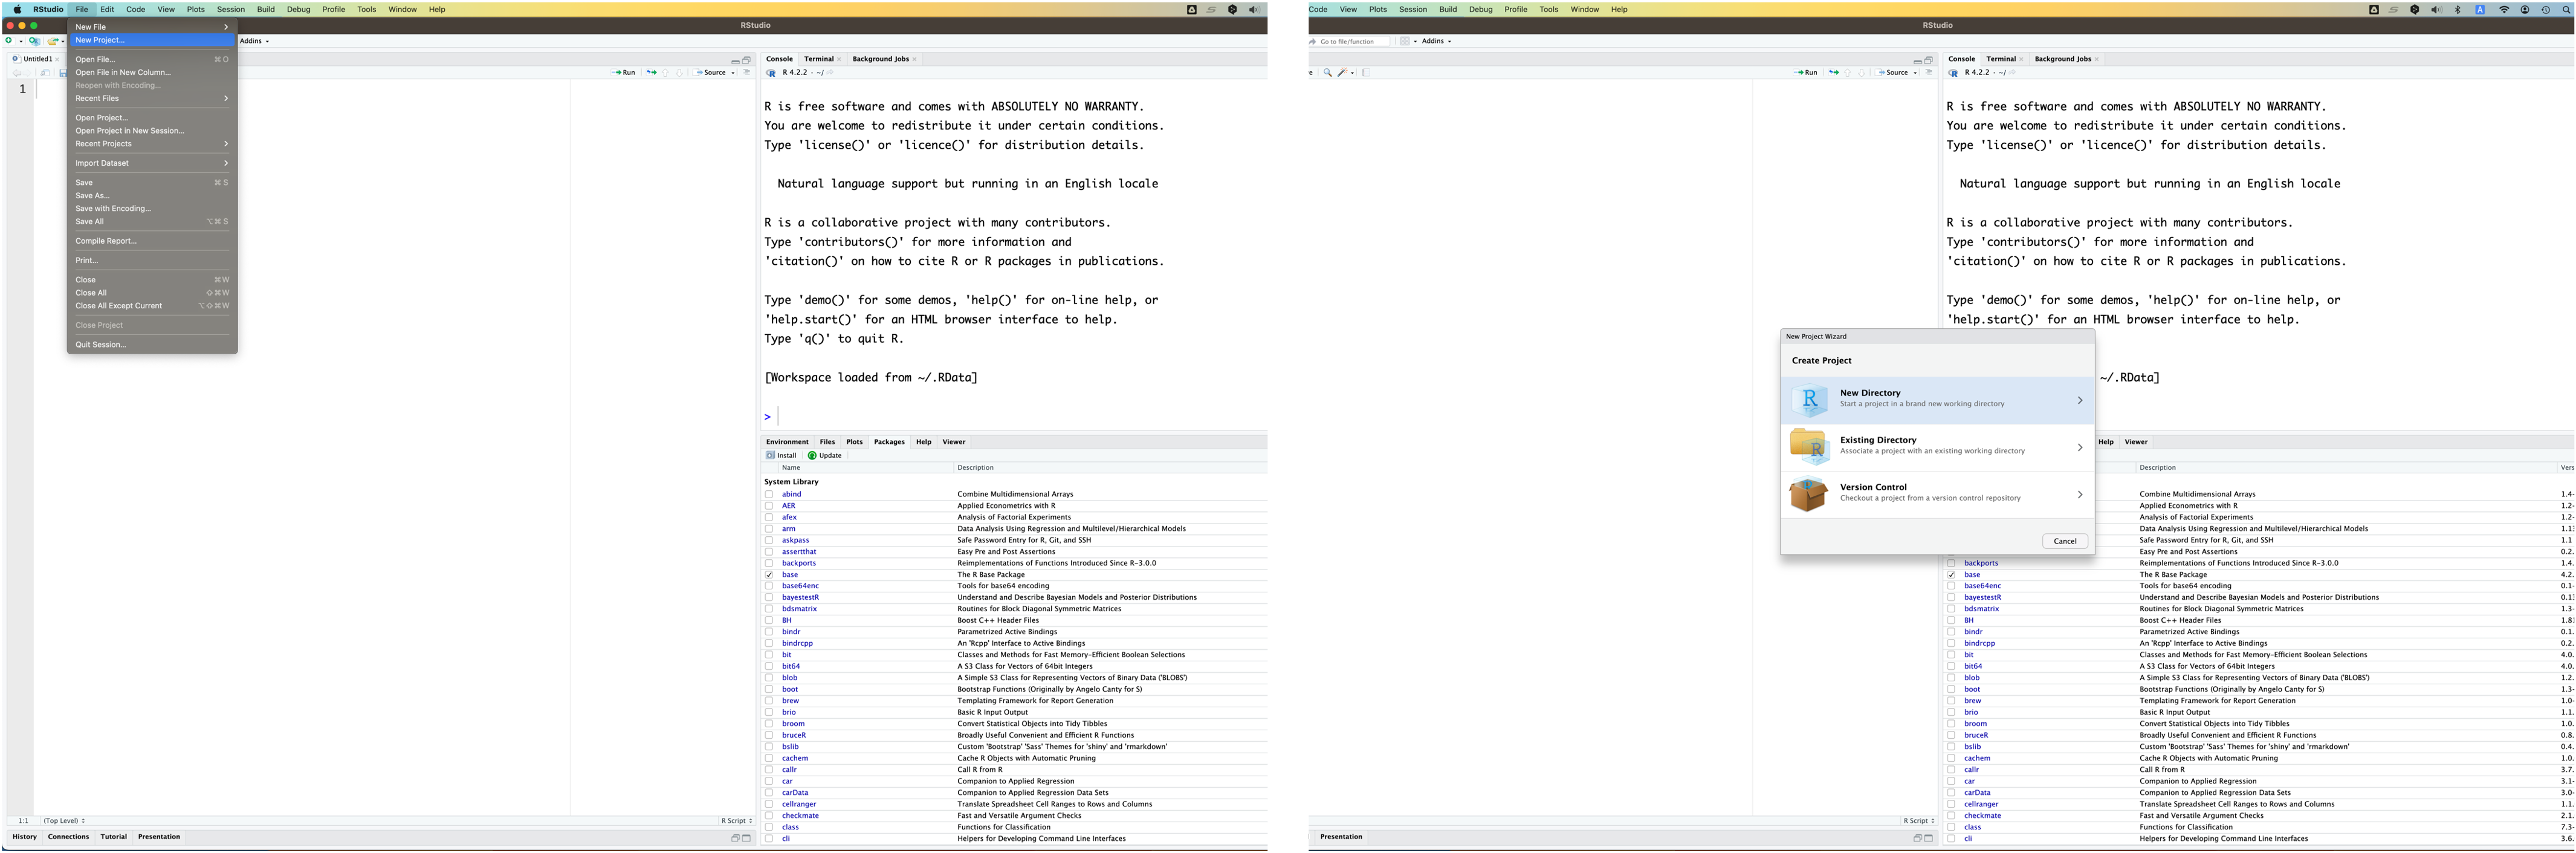 RStudio File Edit Code View Plots Session Build Debug Profile Tools Window Help
RStudio
New File
New Project...
Open File... ⌘ O
Open File in New Column...
Reopen with Encoding...
Recent Files
Open Project...
Open Project in New Session...
Recent Projects
Import Dataset
Save ⌘ S
Save As...
Save with Encoding...
Save All ⌥⌘ S
Compile Report...
Print...
Close ⌘ W
Close All ⇧⌘ W
Close All Except Current ⌥⇧⌘ W
Close Project
Quit Session...
Addins
Untitled1
Run Source
1
1:1 (Top Level) R Script
History Connections Tutorial Presentation
Console Terminal Background Jobs
R 4.2.2 · ~/
R is free software and comes with ABSOLUTELY NO WARRANTY.
You are welcome to redistribute it under certain conditions.
Type 'license()' or 'licence()' for distribution details.
Natural language support but running in an English locale
R is a collaborative project with many contributors.
Type 'contributors()' for more information and
'citation()' on how to cite R or R packages in publications.
Type 'demo()' for some demos, 'help()' for on-line help, or
'help.start()' for an HTML browser interface to help.
Type 'q()' to quit R.
[Workspace loaded from ~/.RData]
>
Environment Files Plots Packages Help Viewer
Install Update
Name Description
System Library
abind Combine Multidimensional Arrays
AER Applied Econometrics with R
afex Analysis of Factorial Experiments
arm Data Analysis Using Regression and Multilevel/Hierarchical Models
askpass Safe Password Entry for R, Git, and SSH
assertthat Easy Pre and Post Assertions
backports Reimplementations of Functions Introduced Since R-3.0.0
base The R Base Package
base64enc Tools for base64 encoding
bayestestR Understand and Describe Bayesian Models and Posterior Distributions
bdsmatrix Routines for Block Diagonal Symmetric Matrices
BH Boost C++ Header Files
bindr Parametrized Active Bindings
bindrcpp An 'Rcpp' Interface to Active Bindings
bit Classes and Methods for Fast Memory-Efficient Boolean Selections
bit64 A S3 Class for Vectors of 64bit Integers
blob A Simple S3 Class for Representing Vectors of Binary Data ('BLOBS')
boot Bootstrap Functions (Originally by Angelo Canty for S)
brew Templating Framework for Report Generation
brio Basic R Input Output
broom Convert Statistical Objects into Tidy Tibbles
bruceR Broadly Useful Convenient and Efficient R Functions
bslib Custom 'Bootstrap' 'Sass' Themes for 'shiny' and 'rmarkdown'
cachem Cache R Objects with Automatic Pruning
callr Call R from R
car Companion to Applied Regression
carData Companion to Applied Regression Data Sets
cellranger Translate Spreadsheet Cell Ranges to Rows and Columns
checkmate Fast and Versatile Argument Checks
class Functions for Classification
cli Helpers for Developing Command Line Interfaces
Code View Plots Session Build Debug Profile Tools Window Help
RStudio
Go to file/function Addins
Run Source
R Script
Presentation
Console Terminal Background Jobs
R 4.2.2 · ~/
R is free software and comes with ABSOLUTELY NO WARRANTY.
You are welcome to redistribute it under certain conditions.
Type 'license()' or 'licence()' for distribution details.
Natural language support but running in an English locale
R is a collaborative project with many contributors.
Type 'contributors()' for more information and
'citation()' on how to cite R or R packages in publications.
Type 'demo()' for some demos, 'help()' for on-line help, or
'help.start()' for an HTML browser interface to help.
~/.RData]
New Project Wizard
Create Project
New Directory
Start a project in a brand new working directory
Existing Directory
Associate a project with an existing working directory
Version Control
Checkout a project from a version control repository
Cancel
Help Viewer
Description Vers
Combine Multidimensional Arrays 1.4-
Applied Econometrics with R 1.2-
Analysis of Factorial Experiments 1.2-
Data Analysis Using Regression and Multilevel/Hierarchical Models 1.1
Safe Password Entry for R, Git, and SSH 1.1
Easy Pre and Post Assertions 0.2.
backports Reimplementations of Functions Introduced Since R-3.0.0 1.4.
base The R Base Package 4.2.
base64enc Tools for base64 encoding 0.1-
bayestestR Understand and Describe Bayesian Models and Posterior Distributions 0.1
bdsmatrix Routines for Block Diagonal Symmetric Matrices 1.3-
BH Boost C++ Header Files 1.8
bindr Parametrized Active Bindings 0.1.
bindrcpp An 'Rcpp' Interface to Active Bindings 0.2.
bit Classes and Methods for Fast Memory-Efficient Boolean Selections 4.0.
bit64 A S3 Class for Vectors of 64bit Integers 4.0.
blob A Simple S3 Class for Representing Vectors of Binary Data ('BLOBS') 1.2.
boot Bootstrap Functions (Originally by Angelo Canty for S) 1.3-
brew Templating Framework for Report Generation 1.0-
brio Basic R Input Output 1.1.
broom Convert Statistical Objects into Tidy Tibbles 1.0.
bruceR Broadly Useful Convenient and Efficient R Functions 0.8.
bslib Custom 'Bootstrap' 'Sass' Themes for 'shiny' and 'rmarkdown' 0.4.
cachem Cache R Objects with Automatic Pruning 1.0.
callr Call R from R 3.7.
car Companion to Applied Regression 3.1-
carData Companion to Applied Regression Data Sets 3.0-
cellranger Translate Spreadsheet Cell Ranges to Rows and Columns 1.1.
checkmate Fast and Versatile Argument Checks 2.1.
class Functions for Classification 7.3-
cli Helpers for Developing Command Line Interfaces 3.6.